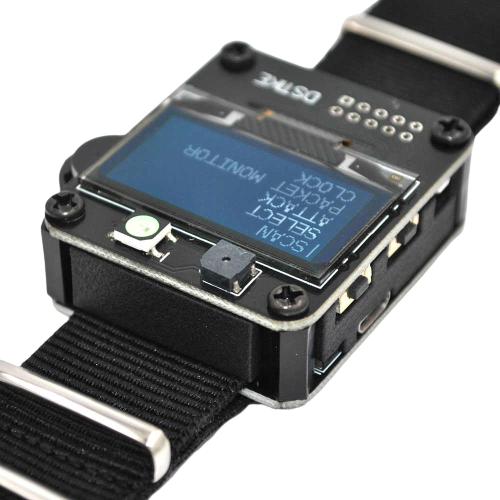 DSTIKE
SCAN
SELECT
ATTACK
PACKET MONITOR
CLOCK